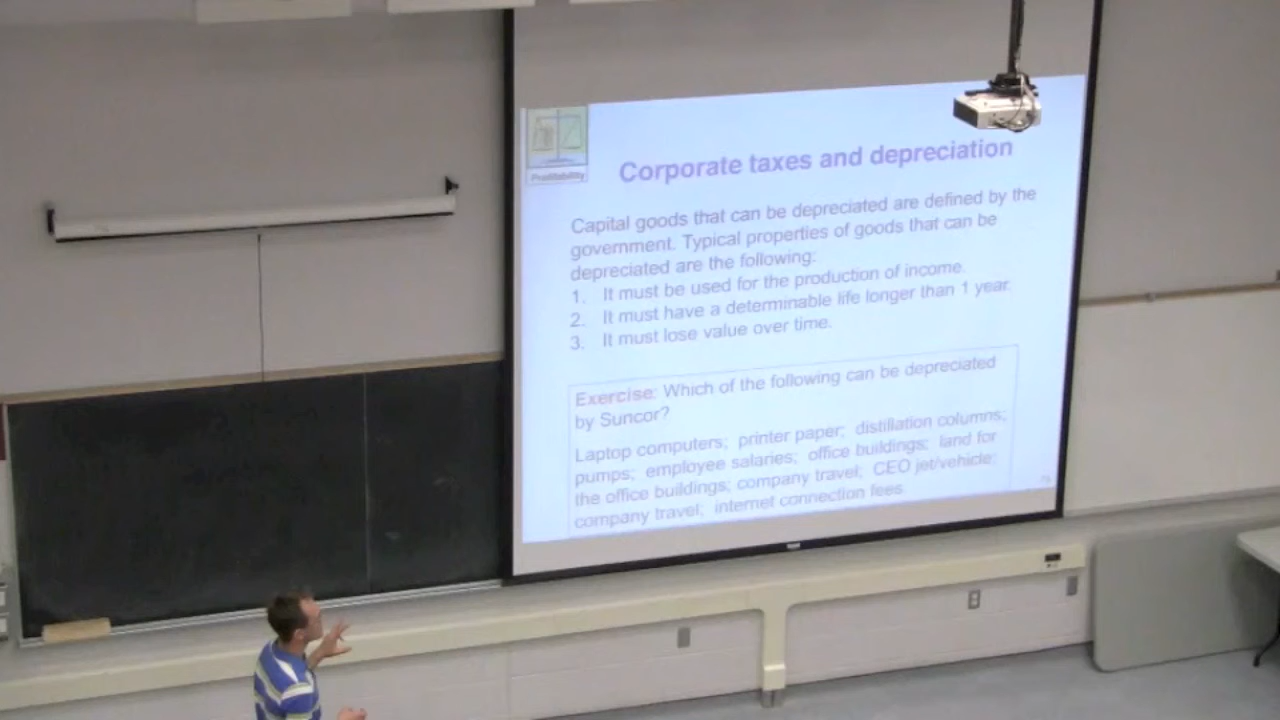 Profitability
Corporate taxes and depreciation
Capital goods that can be depreciated are defined by the
government. Typical properties of goods that can be
depreciated are the following:
1. It must be used for the production of income.
2. It must have a determinable life longer than 1 year.
3. It must lose value over time.
Exercise: Which of the following can be depreciated
by Suncor?
Laptop computers; printer paper; distillation columns;
pumps; employee salaries; office buildings; land for
the office buildings; company travel; CEO jet/vehicle;
company travel; internet connection fees.